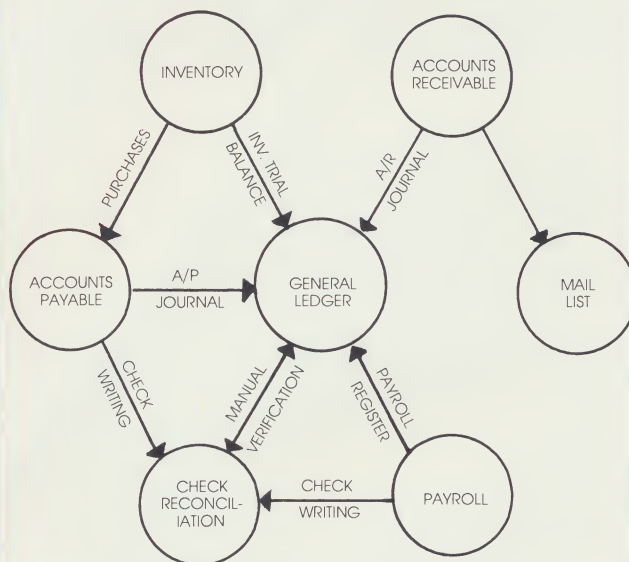 INVENTORY
ACCOUNTS
RECEIVABLE
PURCHASES
INV. TRIAL
BALANCE
A/R
JOURNAL
ACCOUNTS
PAYABLE
A/P
JOURNAL
GENERAL
LEDGER
MAIL
LIST
CHECK
WRITING
MANUAL
VERIFICATION
PAYROLL
REGISTER
CHECK
RECONCIL-
IATION
CHECK
WRITING
PAYROLL